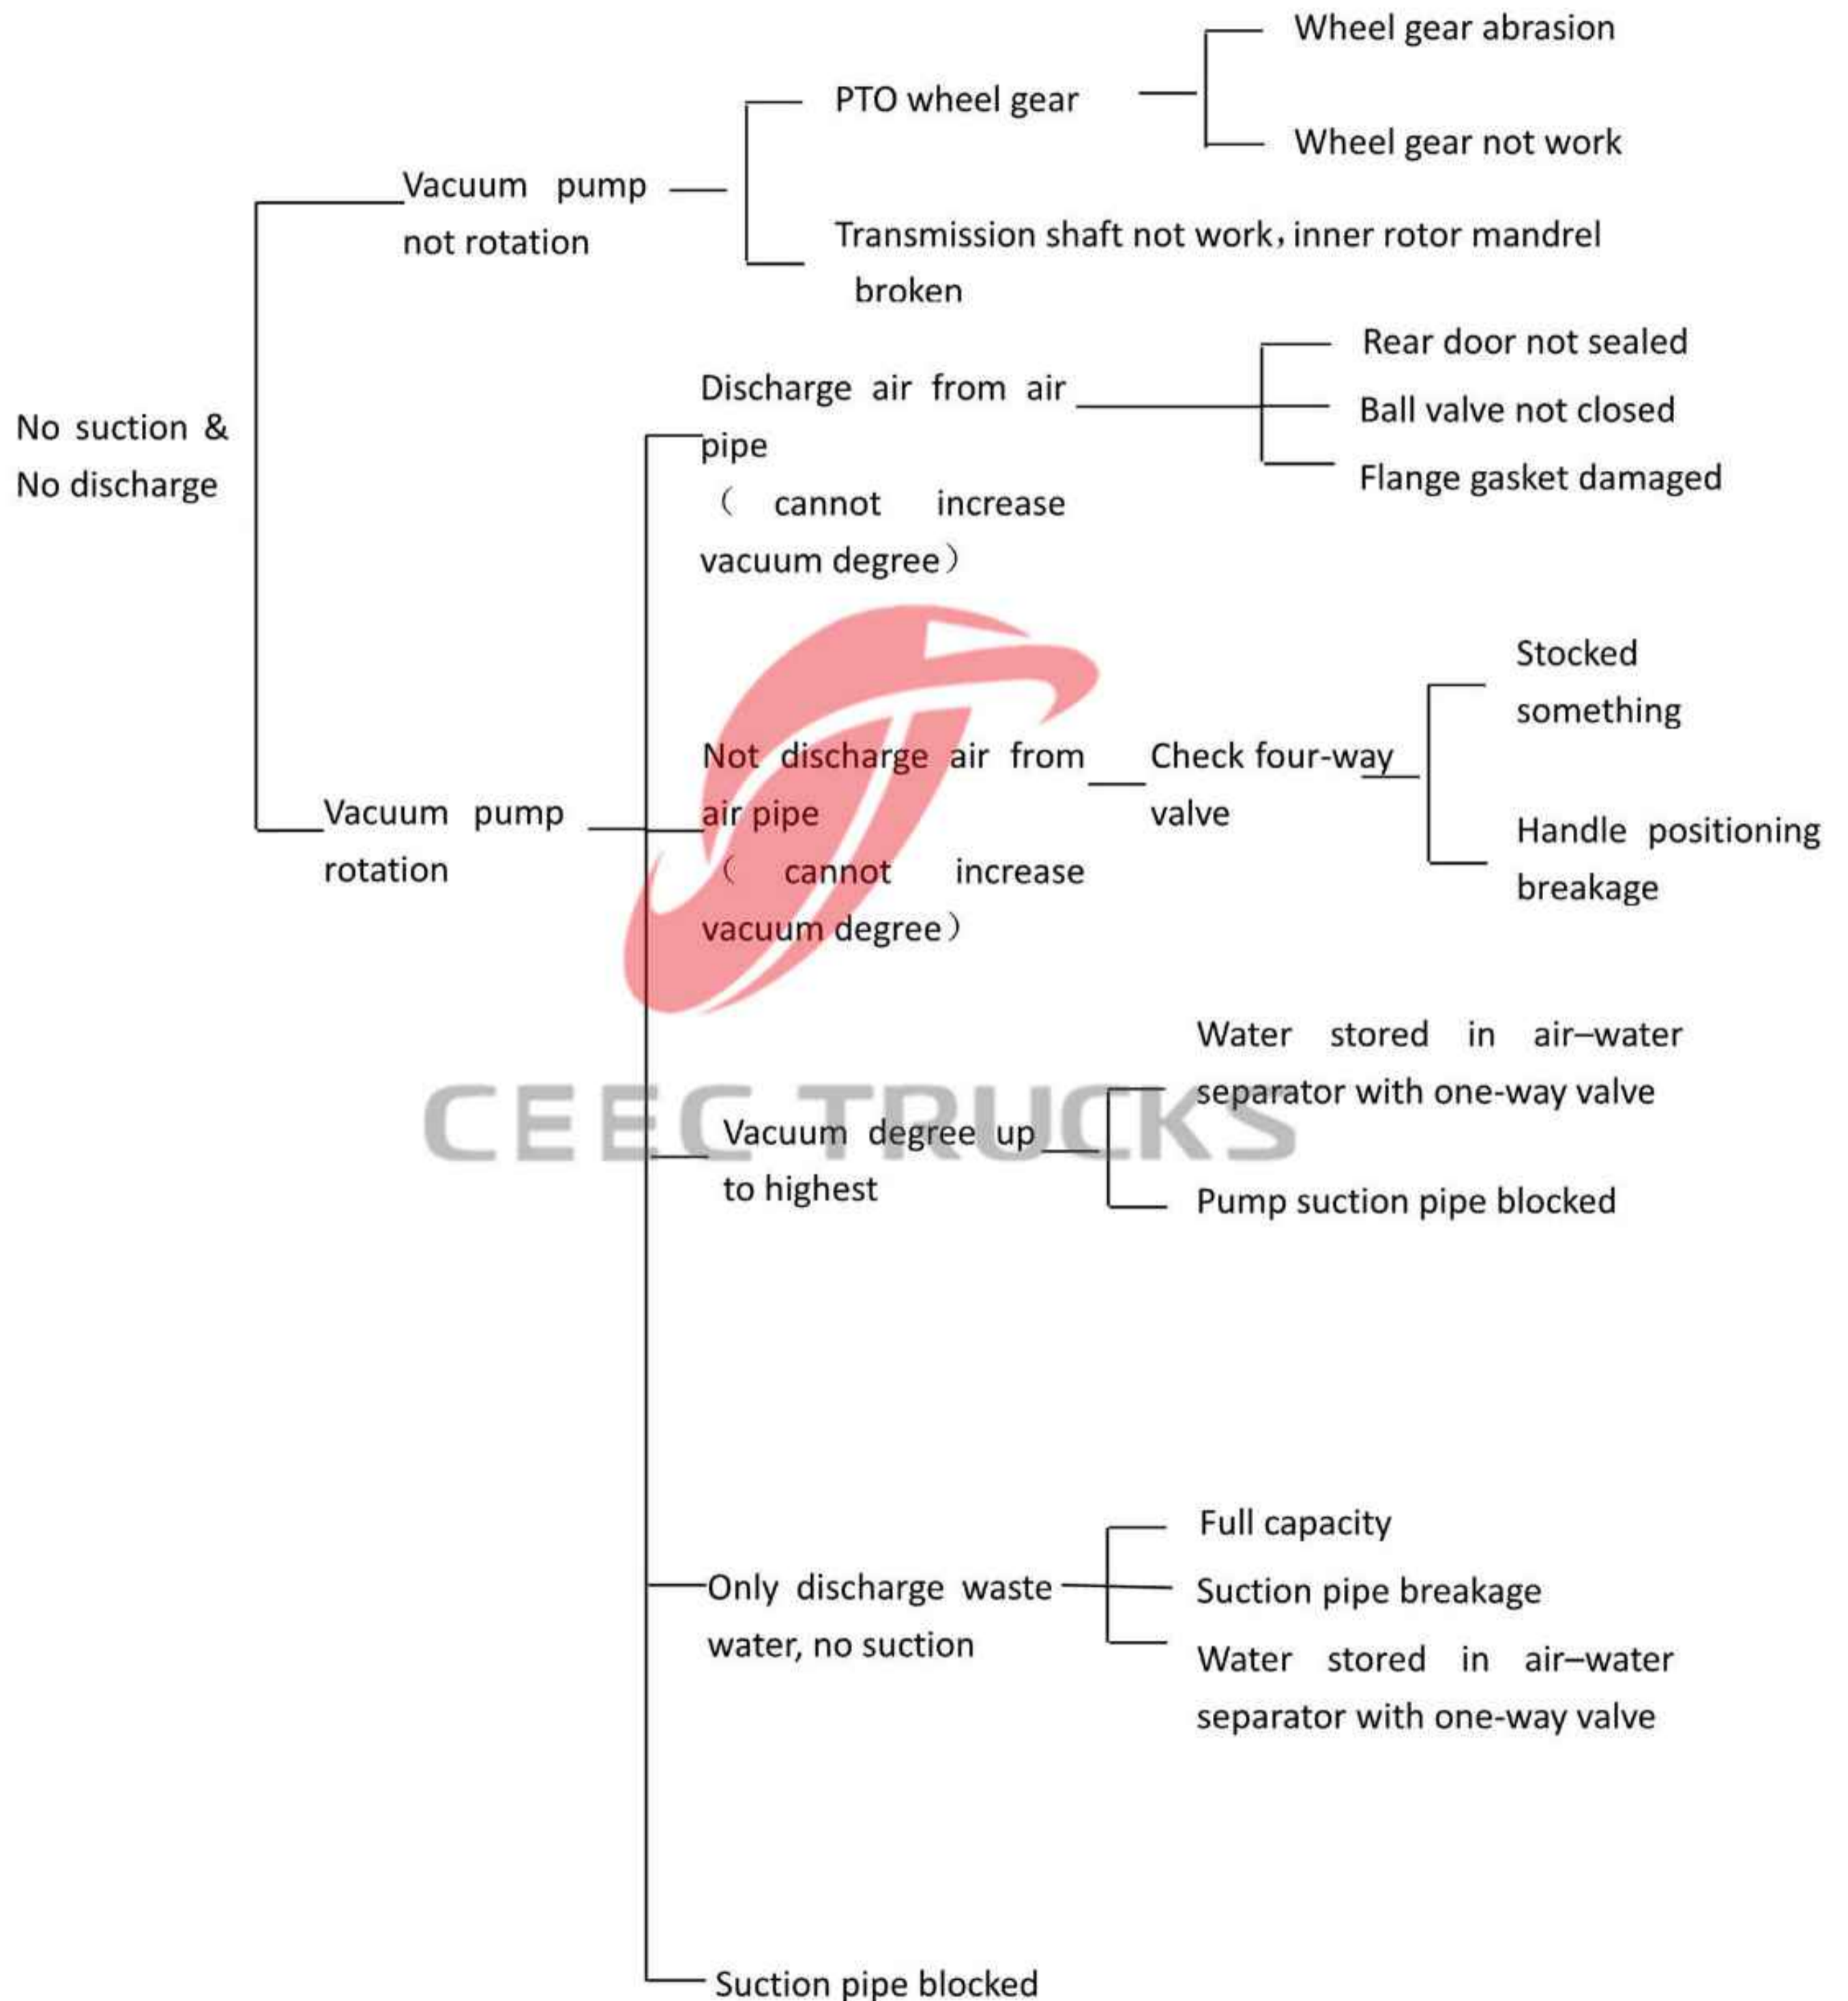 Wheel gear abrasion
PTO wheel gear
Wheel gear not work
Vacuum pump
not rotation
Transmission shaft not work, inner rotor mandrel
broken
No suction &
No discharge
Discharge air from air
pipe
( cannot increase
vacuum degree)
Rear door not sealed
Ball valve not closed
Flange gasket damaged
Vacuum pump
rotation
Not discharge air from
air pipe
( cannot increase
vacuum degree)
Check four-way
valve
Stocked
something
Handle positioning
breakage
CEEC TRUCKS
Vacuum degree up
to highest
Water stored in air–water
separator with one-way valve
Pump suction pipe blocked
Only discharge waste
water, no suction
Full capacity
Suction pipe breakage
Water stored in air–water
separator with one-way valve
Suction pipe blocked